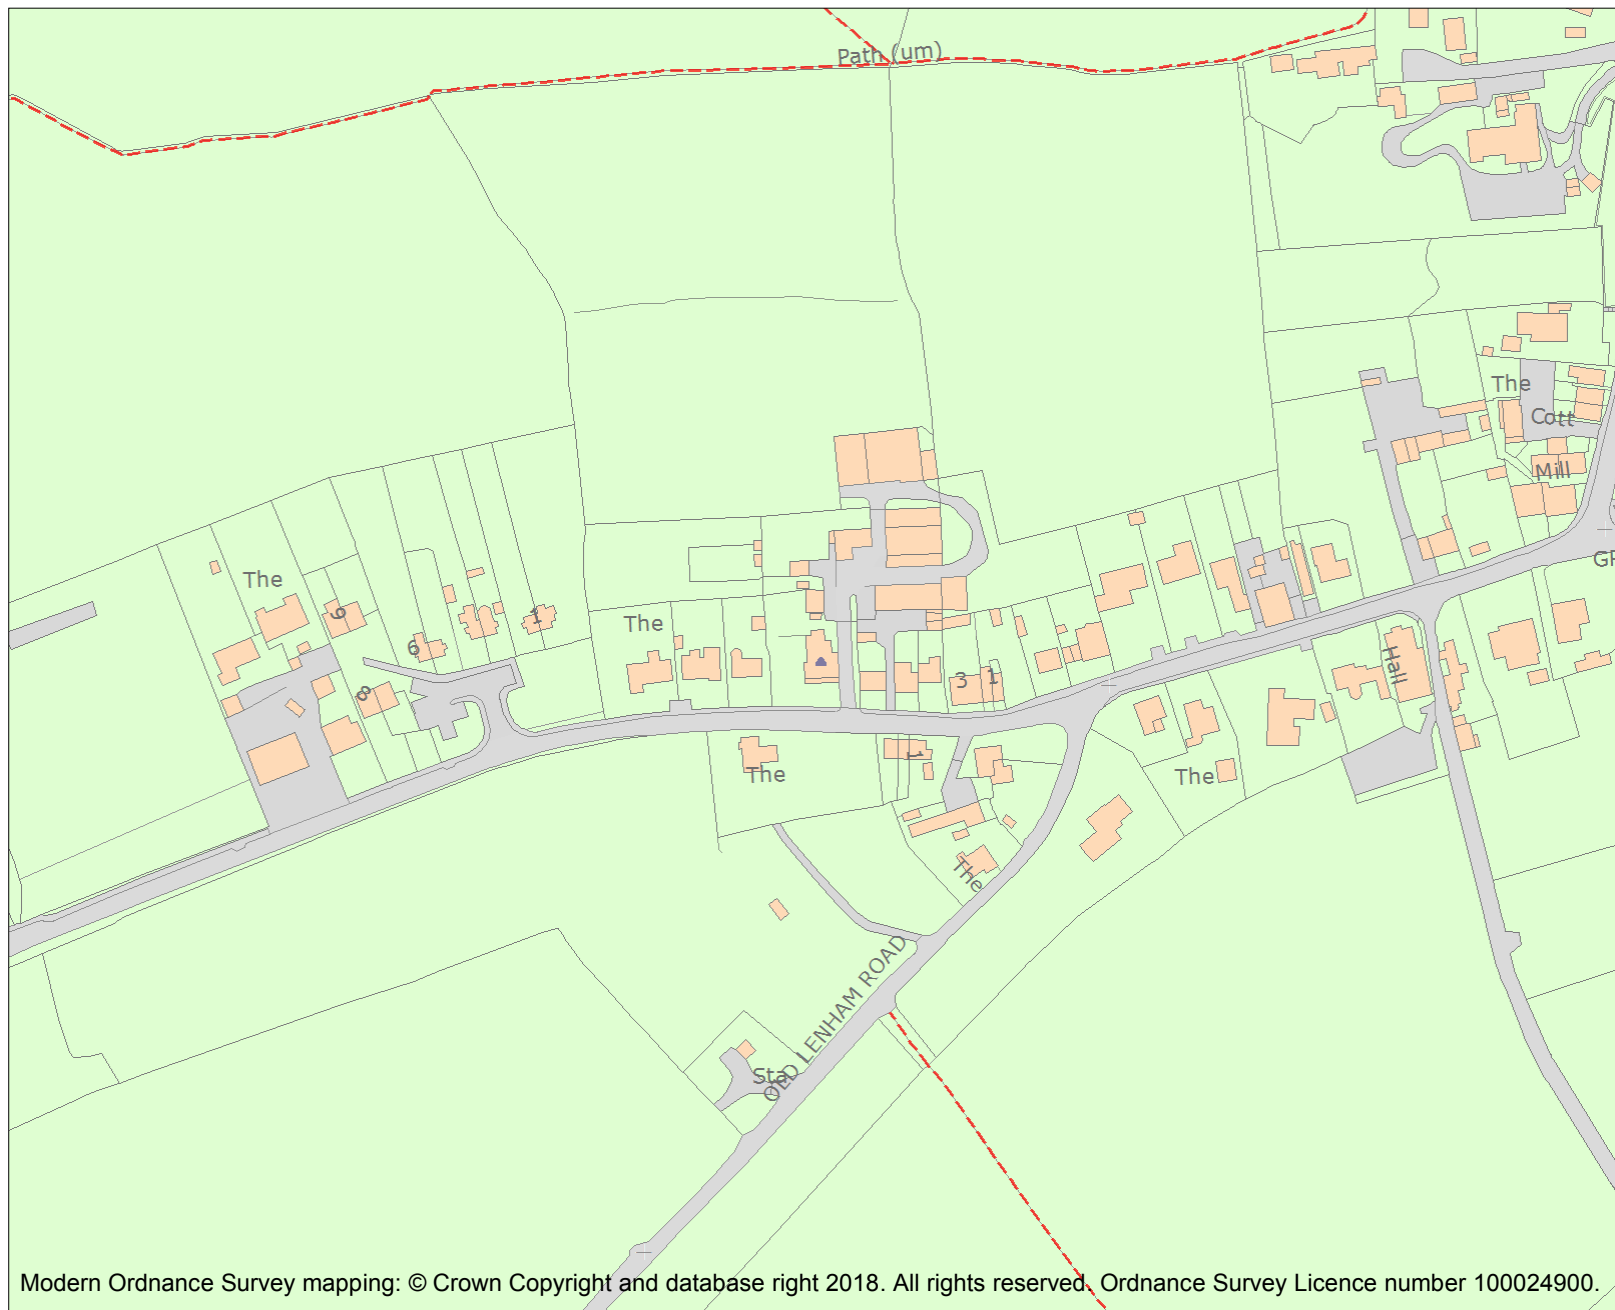 Path (um)
The
Cott
Mill
GR
The
9
1
6
The
8
3 1
Hall
1
The
The
The
OLD LENHAM ROAD
Sta
Modern Ordnance Survey mapping: © Crown Copyright and database right 2018. All rights reserved. Ordnance Survey Licence number 100024900.